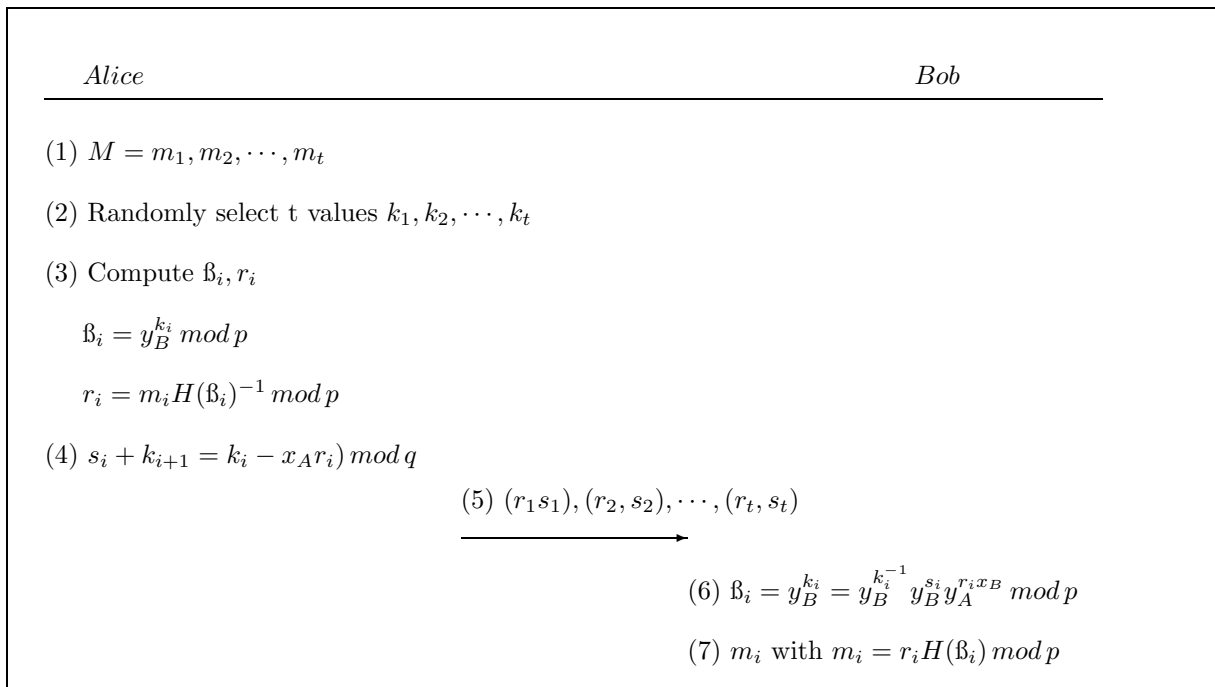 Alice Bob
(1) M = m_1, m_2, ⋯, m_t
(2) Randomly select t values k_1, k_2, ⋯, k_t
(3) Compute ß_i, r_i
ß_i = y_B^{k_i} mod p
r_i = m_i H(ß_i)^{-1} mod p
(4) s_i + k_{i+1} = k_i − x_A r_i) mod q
(5) (r_1 s_1), (r_2, s_2), ⋯, (r_t, s_t)
(6) ß_i = y_B^{k_i} = y_B^{k_i^{-1}} y_B^{s_i} y_A^{r_i x_B} mod p
(7) m_i with m_i = r_i H(ß_i) mod p